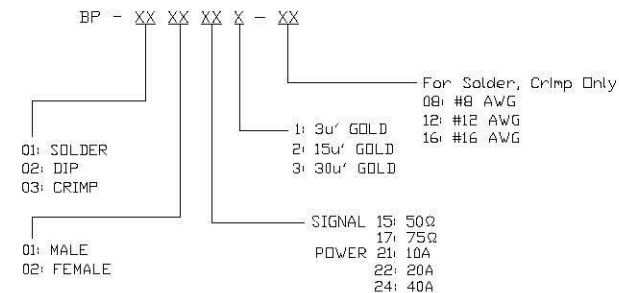 BP - XX XX XX X - XX
For Solder, Crimp Only
08: #8 AWG
12: #12 AWG
16: #16 AWG
1: 3u' GOLD
2: 15u' GOLD
3: 30u' GOLD
01: SOLDER
02: DIP
03: CRIMP
SIGNAL 15: 50Ω
17: 75Ω
POWER 21: 10A
22: 20A
24: 40A
01: MALE
02: FEMALE